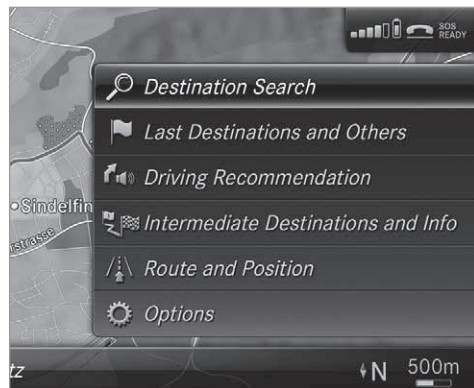 SOS
READY
Destination Search
Last Destinations and Others
Driving Recommendation
Sindelfin
Intermediate Destinations and Info
rstrasse
Route and Position
Options
tz
N
500m